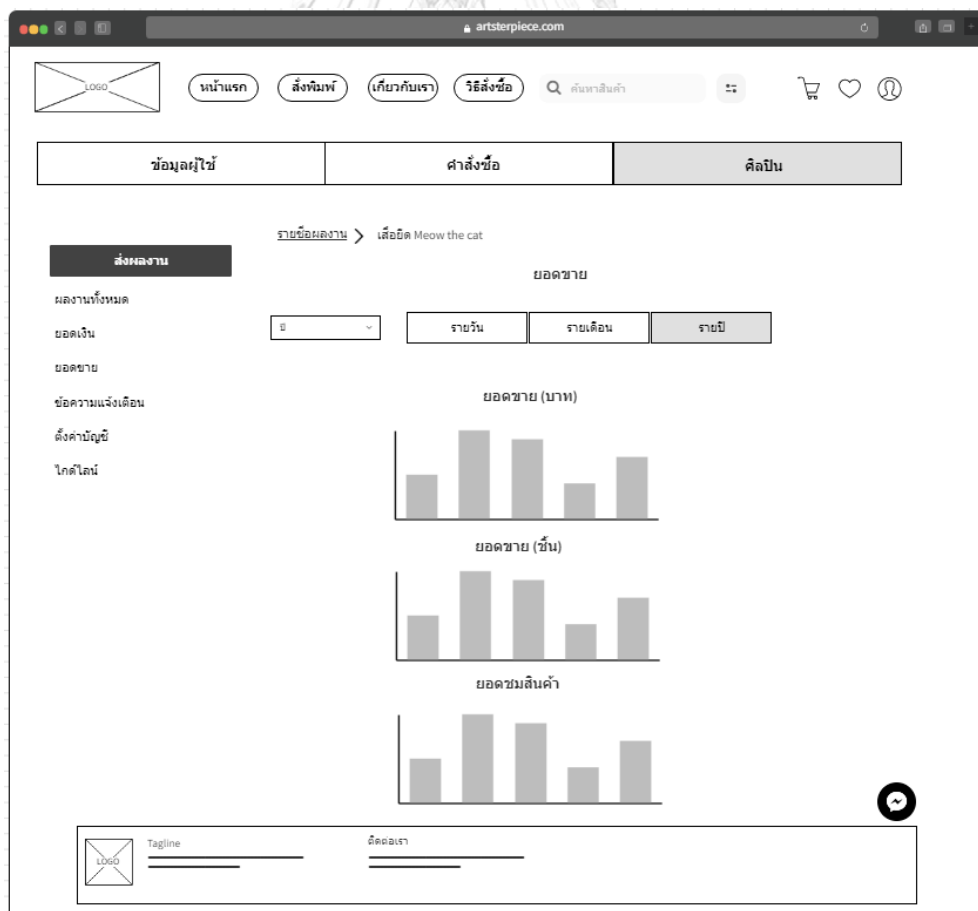 artsterpiece.com
LOGO
หน้าแรก
สั่งพิมพ์
เกี่ยวกับเรา
วิธีสั่งซื้อ
ค้นหาสินค้า
ข้อมูลผู้ใช้
คำสั่งซื้อ
ศิลปิน
รายชื่อผลงาน
เสื้อยืด Meow the cat
ส่งผลงาน
ผลงานทั้งหมด
ยอดเงิน
ยอดขาย
ข้อความแจ้งเตือน
ตั้งค่าบัญชี
ไกด์ไลน์
ยอดขาย
ปี
รายวัน
รายเดือน
รายปี
ยอดขาย (บาท)
ยอดขาย (ชิ้น)
ยอดชมสินค้า
LOGO
Tagline
ติดต่อเรา